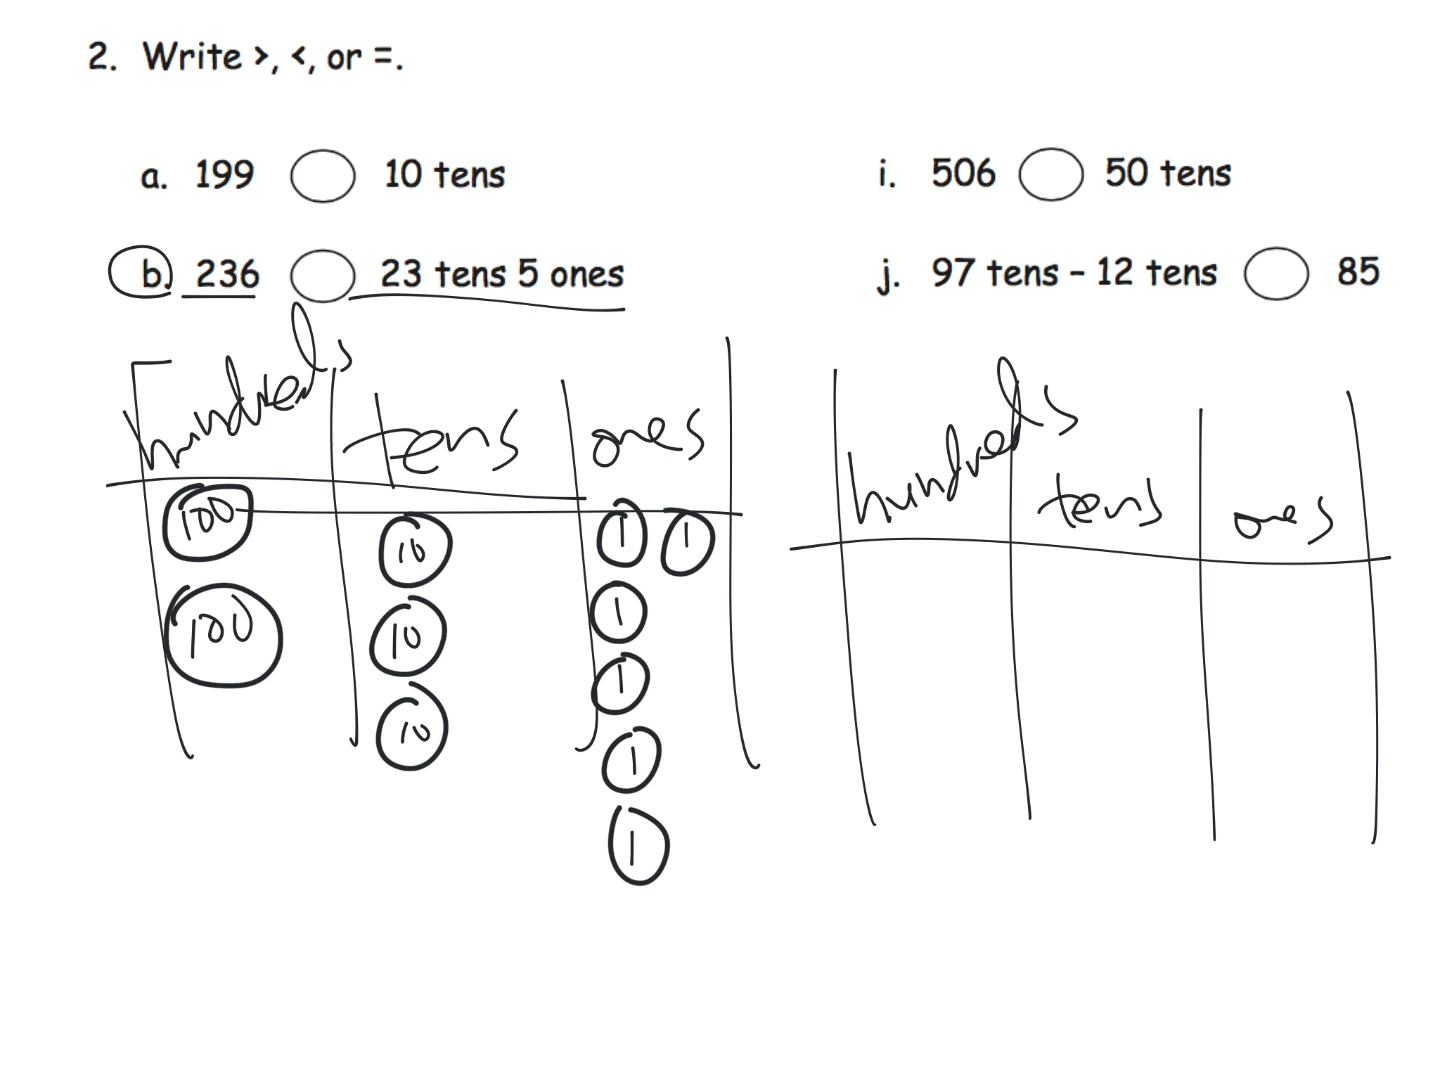 2. Write >, <, or =.
a. 199 10 tens
i. 506 50 tens
b. 236 23 tens 5 ones
j. 97 tens - 12 tens 85
hundreds tens ones
hundreds tens ones
100 10 1 1
100 10 1
10 1
1
1